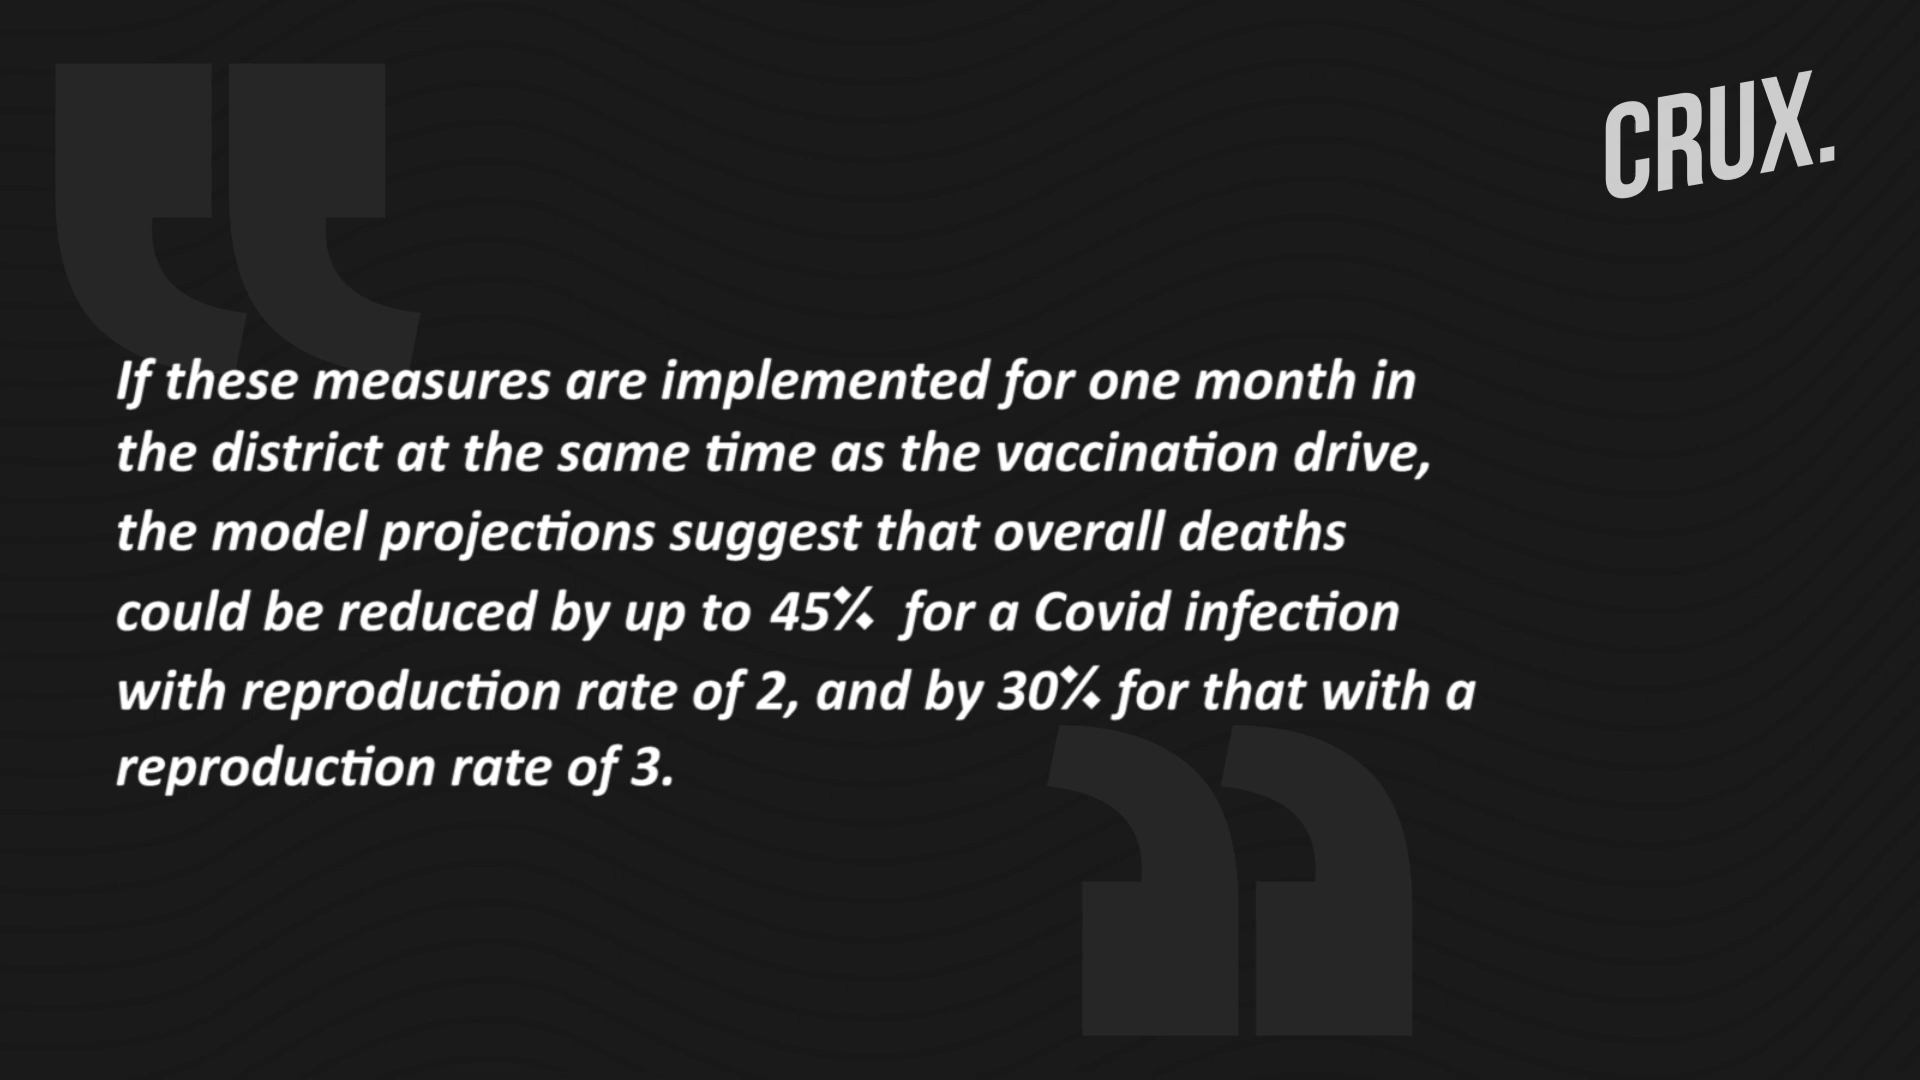 CRUX.
If these measures are implemented for one month in
the district at the same time as the vaccination drive,
the model projections suggest that overall deaths
could be reduced by up to 45% for a Covid infection
with reproduction rate of 2, and by 30% for that with a
reproduction rate of 3.